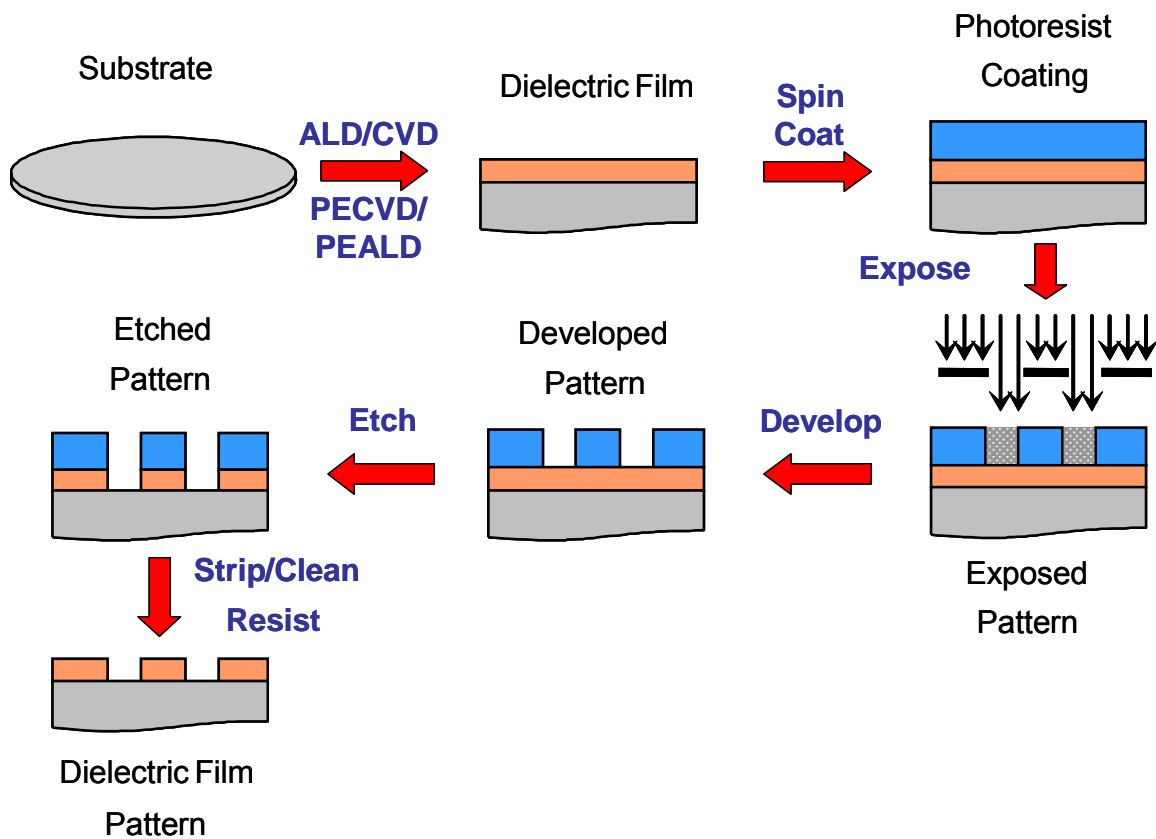 Substrate
ALD/CVD
PECVD/
PEALD
Dielectric Film
Spin
Coat
Photoresist
Coating
Expose
Exposed
Pattern
Develop
Developed
Pattern
Etch
Etched
Pattern
Strip/Clean
Resist
Dielectric Film
Pattern